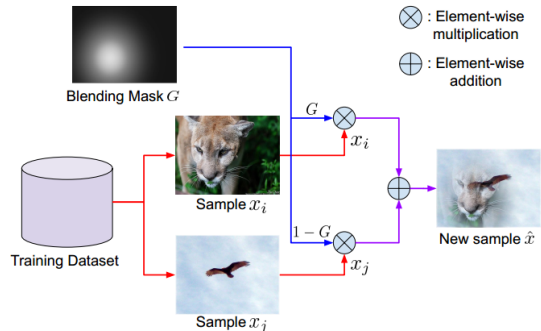 : Element-wise
multiplication
: Element-wise
addition
Blending Mask G
G
x_i
Sample x_i
Training Dataset
1 − G
x_j
New sample x̂
Sample x_j